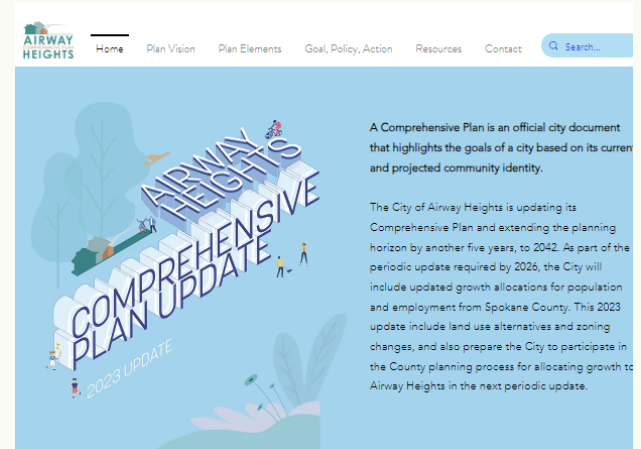 AIRWAY
HEIGHTS
Home Plan Vision Plan Elements Goal, Policy, Action Resources Contact Search...
AIRWAY
HEIGHTS
COMPREHENSIVE
PLAN UPDATE
2023 UPDATE
A Comprehensive Plan is an official city document
that highlights the goals of a city based on its current
and projected community identity.
The City of Airway Heights is updating its
Comprehensive Plan and extending the planning
horizon by another five years, to 2042. As part of the
periodic update required by 2026, the City will
include updated growth allocations for population
and employment from Spokane County. This 2023
update include land use alternatives and zoning
changes, and also prepare the City to participate in
the County planning process for allocating growth to
Airway Heights in the next periodic update.